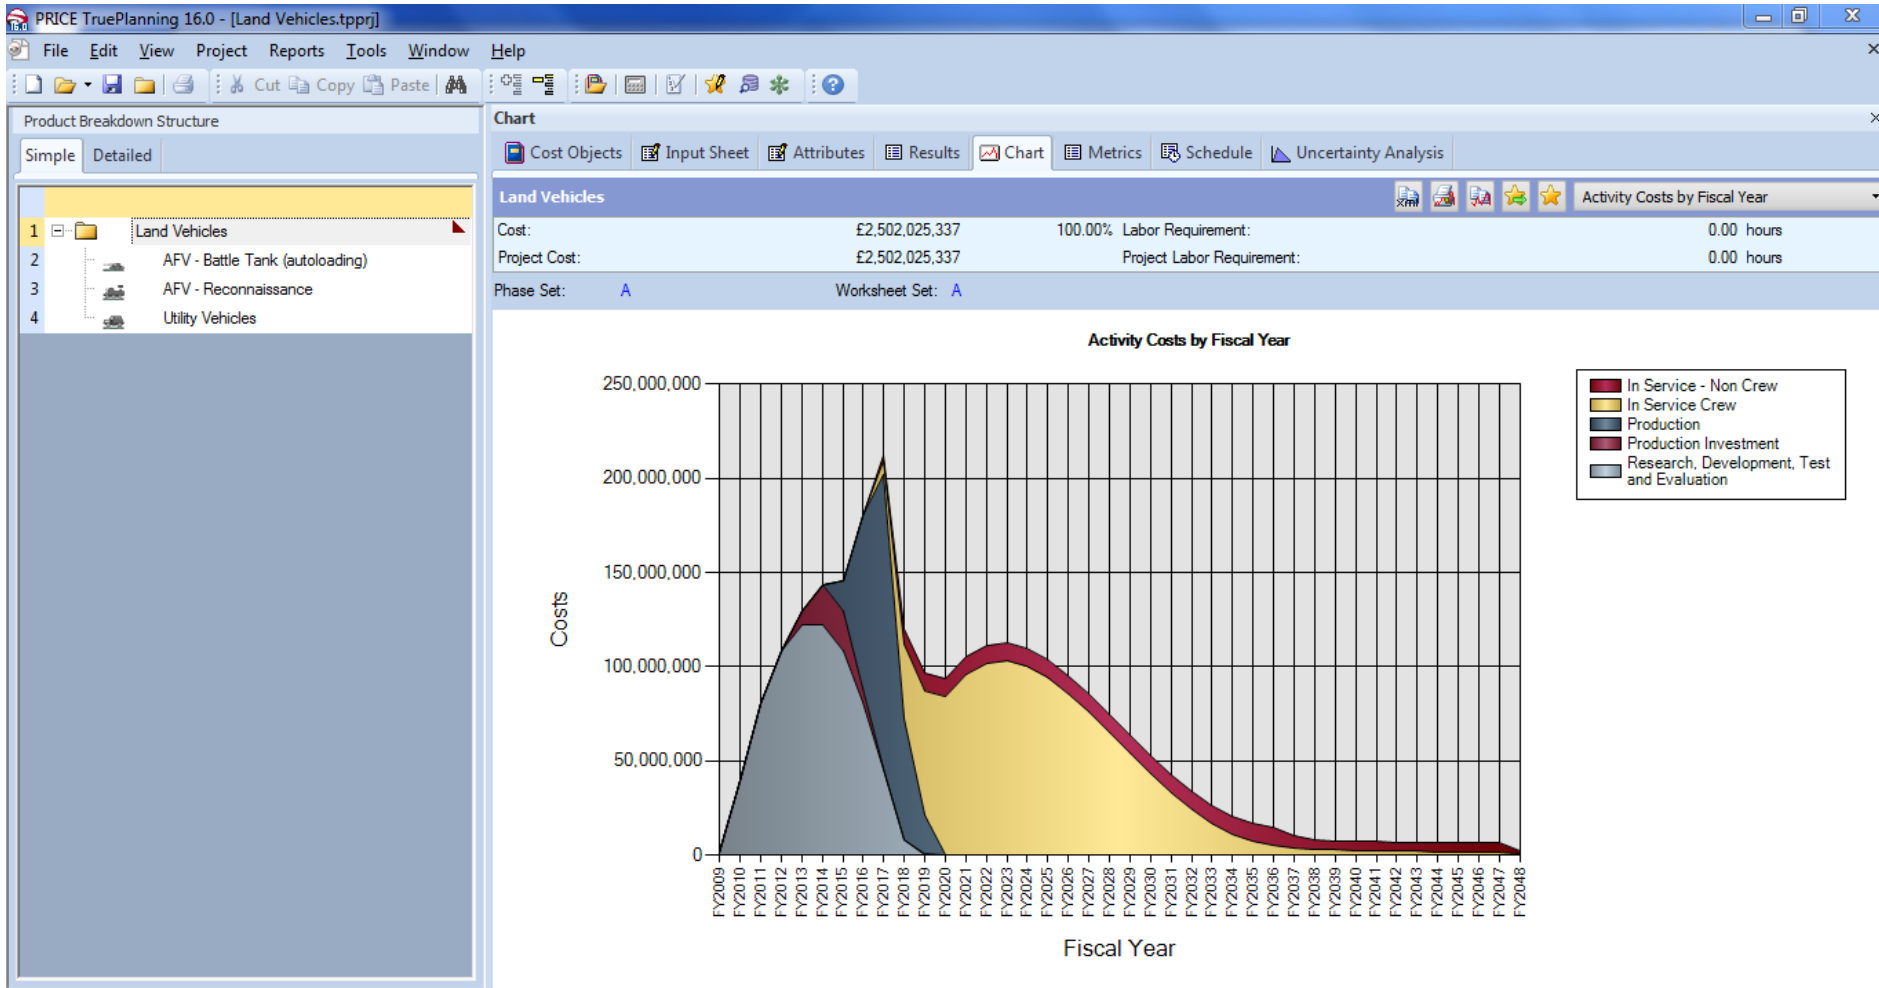 PRICE TruePlanning 16.0 - [Land Vehicles.tpprj]
File Edit View Project Reports Tools Window Help
Cut Copy Paste
Product Breakdown Structure
Simple Detailed
1 Land Vehicles
2 AFV - Battle Tank (autoloading)
3 AFV - Reconnaissance
4 Utility Vehicles
Chart
Cost Objects Input Sheet Attributes Results Chart Metrics Schedule Uncertainty Analysis
Land Vehicles Activity Costs by Fiscal Year
Cost: £2,502,025,337 100.00% Labor Requirement: 0.00 hours
Project Cost: £2,502,025,337 Project Labor Requirement: 0.00 hours
Phase Set: A Worksheet Set: A
Activity Costs by Fiscal Year
250,000,000
200,000,000
150,000,000
100,000,000
50,000,000
0
Costs
FY2009 FY2010 FY2011 FY2012 FY2013 FY2014 FY2015 FY2016 FY2017 FY2018 FY2019 FY2020 FY2021 FY2022 FY2023 FY2024 FY2025 FY2026 FY2027 FY2028 FY2029 FY2030 FY2031 FY2032 FY2033 FY2034 FY2035 FY2036 FY2037 FY2038 FY2039 FY2040 FY2041 FY2042 FY2043 FY2044 FY2045 FY2046 FY2047 FY2048
Fiscal Year
In Service - Non Crew
In Service Crew
Production
Production Investment
Research, Development, Test
and Evaluation